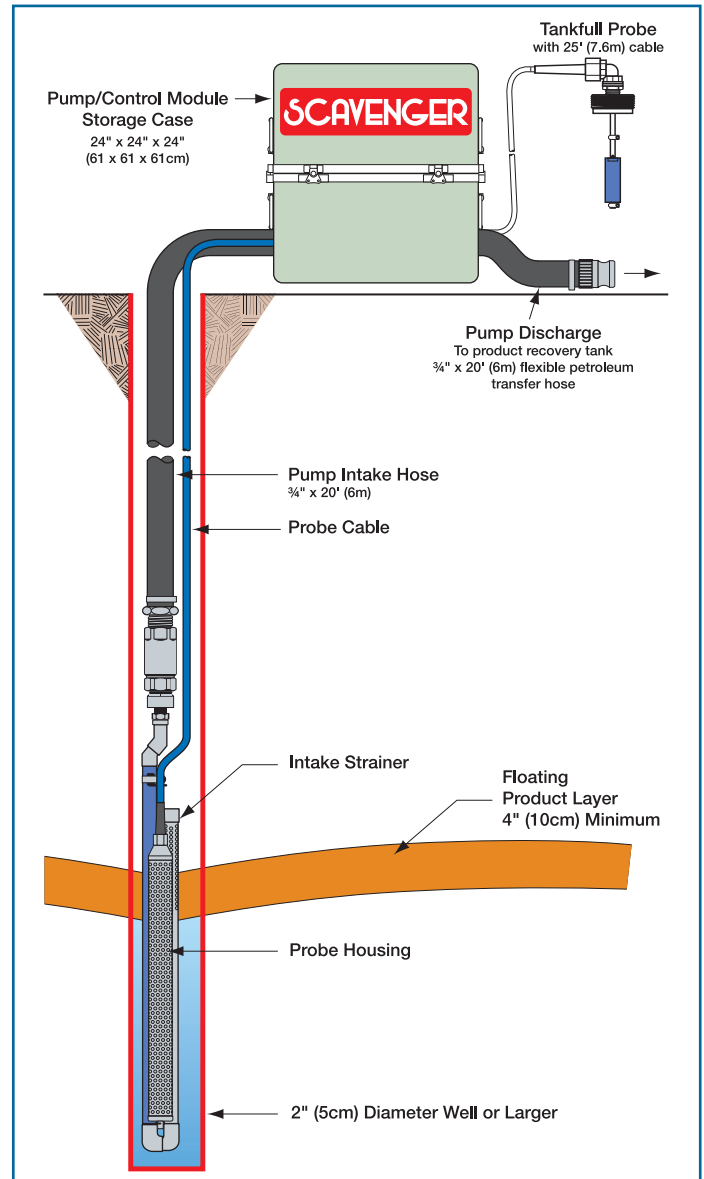 Tankfull Probe
with 25' (7.6m) cable
Pump/Control Module
Storage Case
24" x 24" x 24"
(61 x 61 x 61cm)
SCAVENGER
Pump Discharge
To product recovery tank
¾" x 20' (6m) flexible petroleum
transfer hose
Pump Intake Hose
¾" x 20' (6m)
Probe Cable
Intake Strainer
Floating
Product Layer
4" (10cm) Minimum
Probe Housing
2" (5cm) Diameter Well or Larger